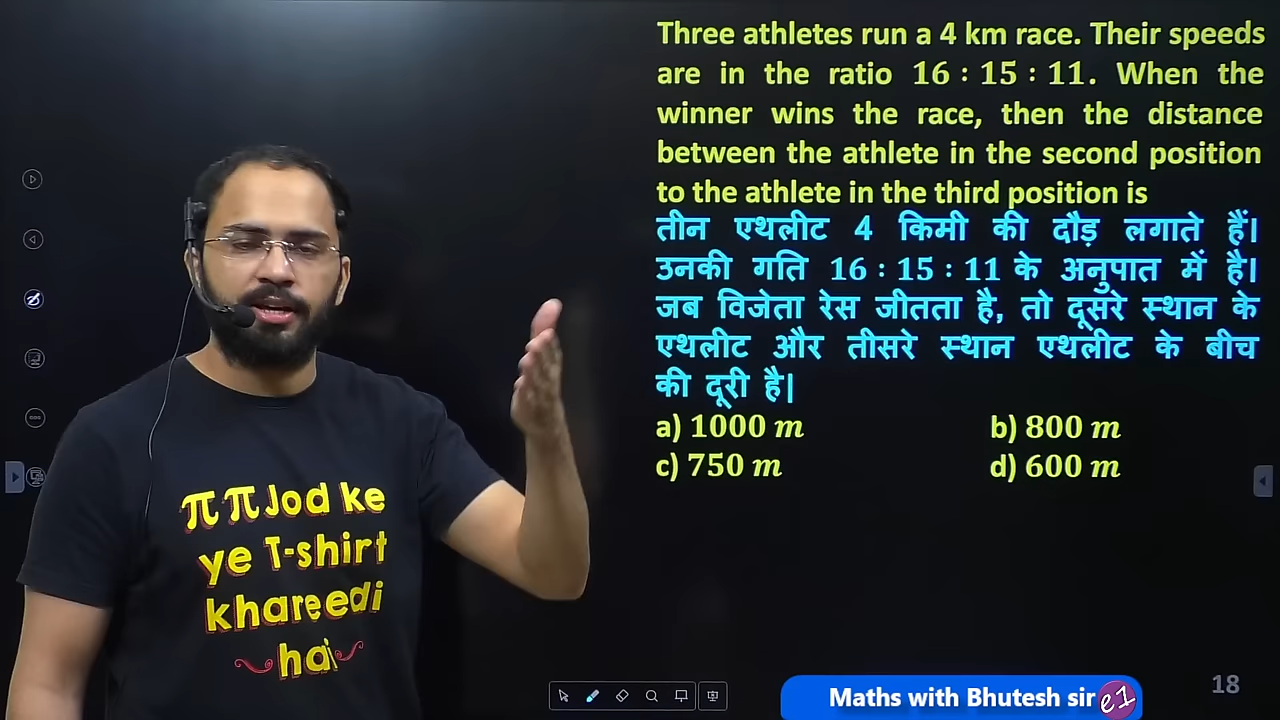 Three athletes run a 4 km race. Their speeds
are in the ratio 16 : 15 : 11. When the
winner wins the race, then the distance
between the athlete in the second position
to the athlete in the third position is
तीन एथलीट 4 किमी की दौड़ लगाते हैं।
उनकी गति 16 : 15 : 11 के अनुपात में है।
जब विजेता रेस जीतता है, तो दूसरे स्थान के
एथलीट और तीसरे स्थान एथलीट के बीच
की दूरी है।
a) 1000 m b) 800 m
c) 750 m d) 600 m
π π Jod ke
ye T-shirt
khareedi
hai
Maths with Bhutesh sir e1
18